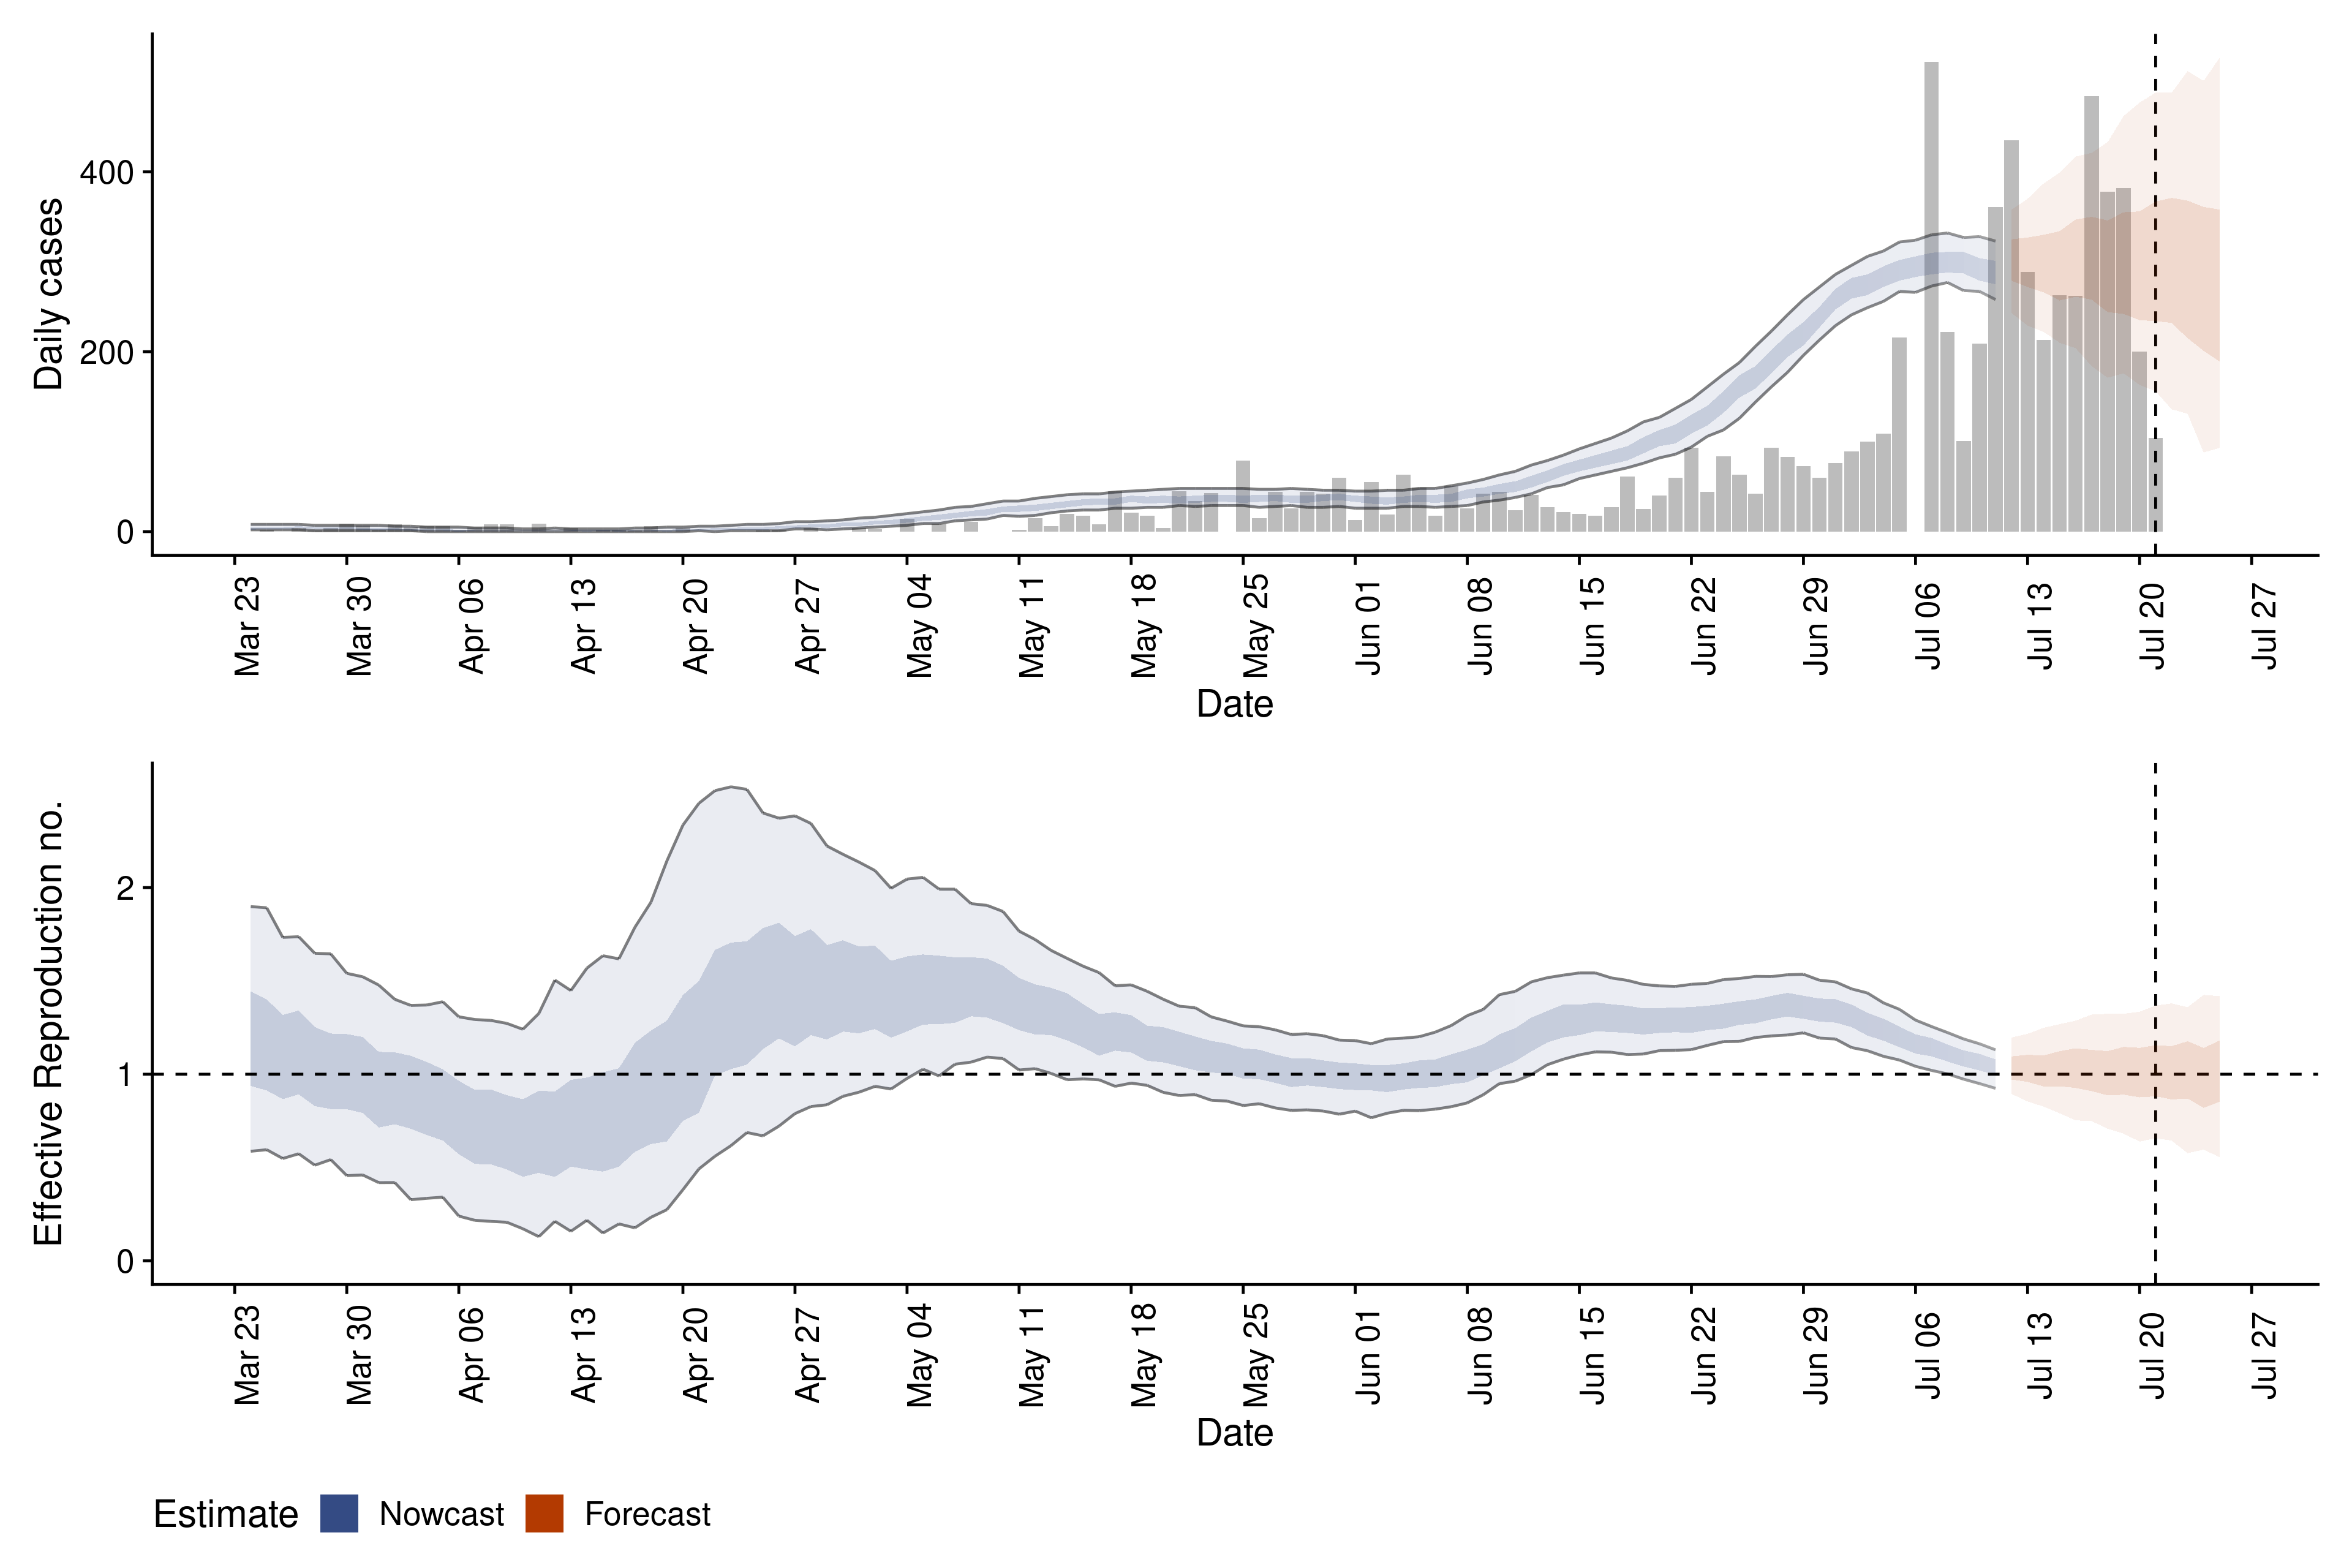 Daily cases
400
200
0
Mar 23 Mar 30 Apr 06 Apr 13 Apr 20 Apr 27 May 04 May 11 May 18 May 25 Jun 01 Jun 08 Jun 15 Jun 22 Jun 29 Jul 06 Jul 13 Jul 20 Jul 27
Date
Effective Reproduction no.
2
1
0
Mar 23 Mar 30 Apr 06 Apr 13 Apr 20 Apr 27 May 04 May 11 May 18 May 25 Jun 01 Jun 08 Jun 15 Jun 22 Jun 29 Jul 06 Jul 13 Jul 20 Jul 27
Date
Estimate Nowcast Forecast